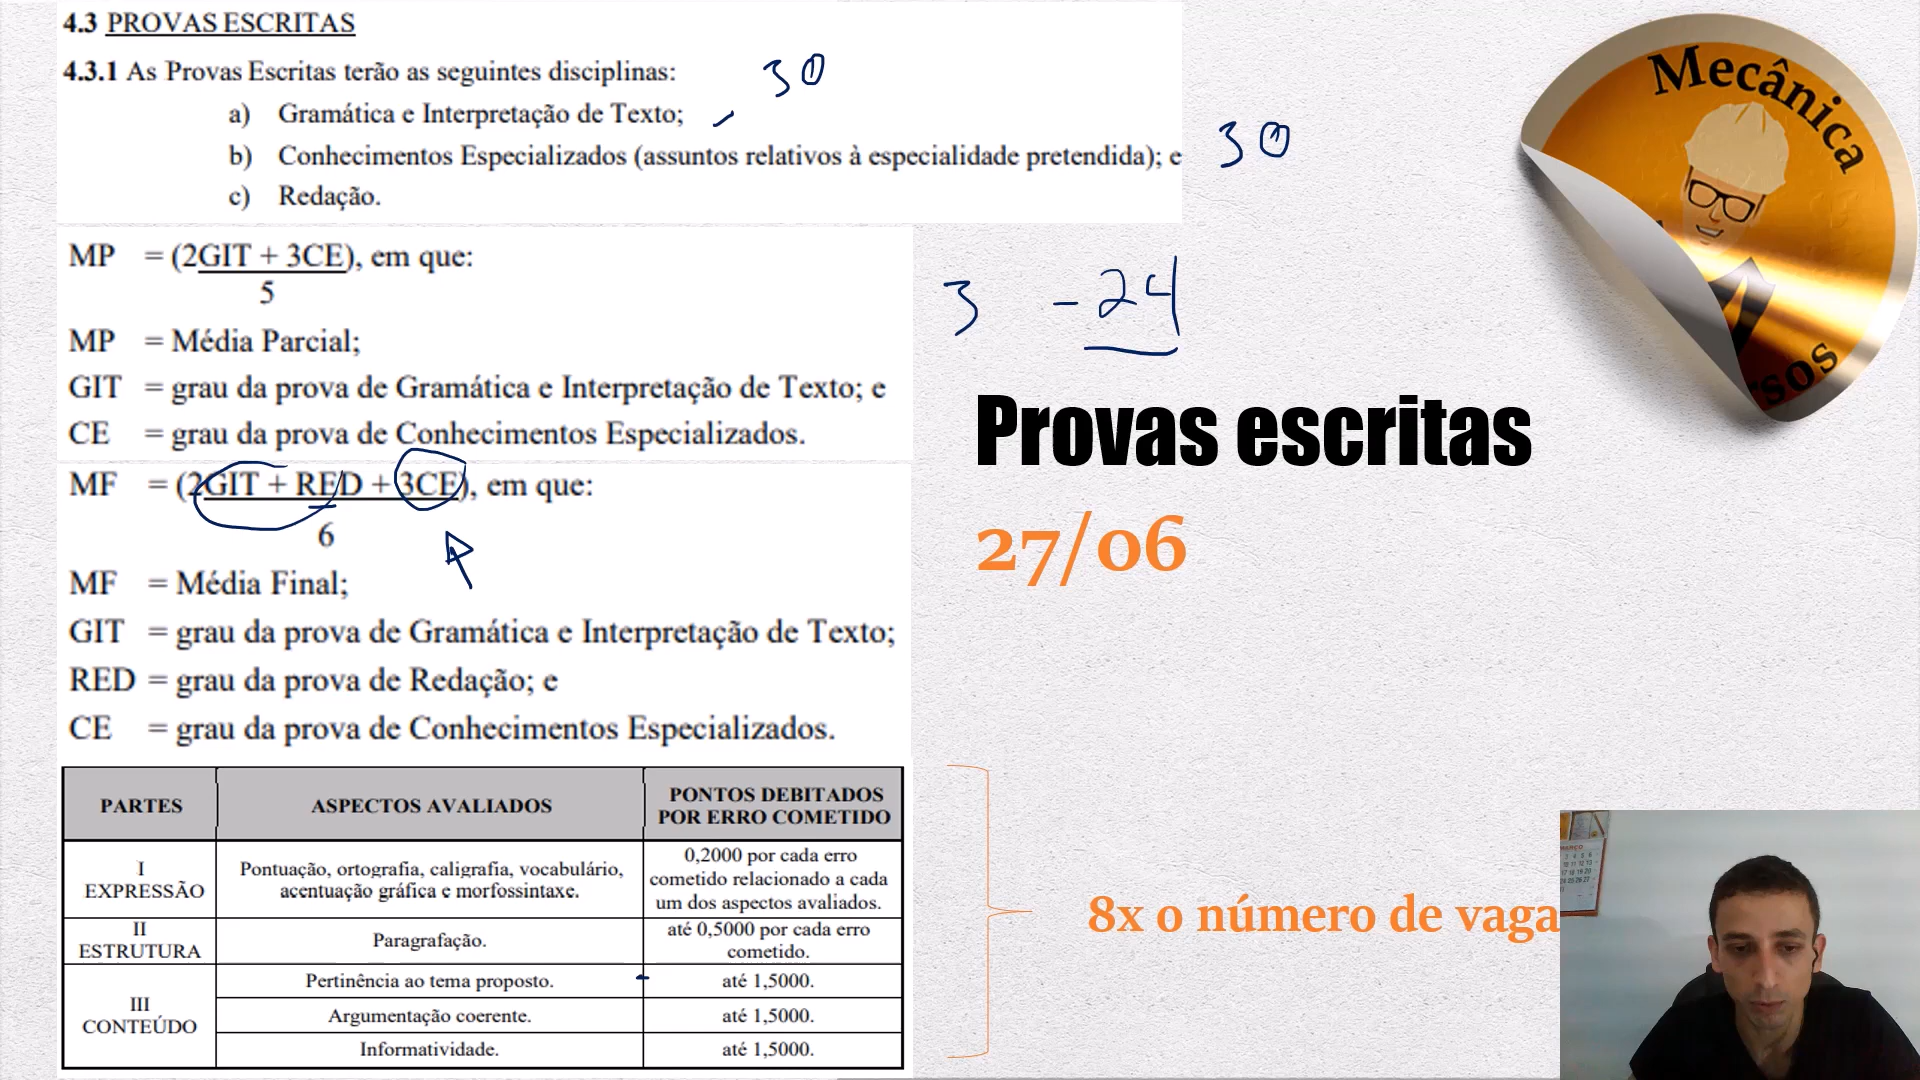 4.3 PROVAS ESCRITAS
4.3.1 As Provas Escritas terão as seguintes disciplinas:
30
a) Gramática e Interpretação de Texto;
b) Conhecimentos Especializados (assuntos relativos à especialidade pretendida); e
30
c) Redação.
MP = (2GIT + 3CE), em que:
5
MP = Média Parcial;
GIT = grau da prova de Gramática e Interpretação de Texto; e
CE = grau da prova de Conhecimentos Especializados.
MF = (2GIT + RED + 3CE), em que:
6
MF = Média Final;
GIT = grau da prova de Gramática e Interpretação de Texto;
RED = grau da prova de Redação; e
CE = grau da prova de Conhecimentos Especializados.
PARTES
ASPECTOS AVALIADOS
PONTOS DEBITADOS
POR ERRO COMETIDO
I
EXPRESSÃO
Pontuação, ortografia, caligrafia, vocabulário,
acentuação gráfica e morfossintaxe.
0,2000 por cada erro
cometido relacionado a cada
um dos aspectos avaliados.
II
ESTRUTURA
Paragrafação.
até 0,5000 por cada erro
cometido.
III
CONTEÚDO
Pertinência ao tema proposto.
até 1,5000.
Argumentação coerente.
até 1,5000.
Informatividade.
até 1,5000.
3 - 24
Provas escritas
27/06
8x o número de vaga
Mecânica
rsos